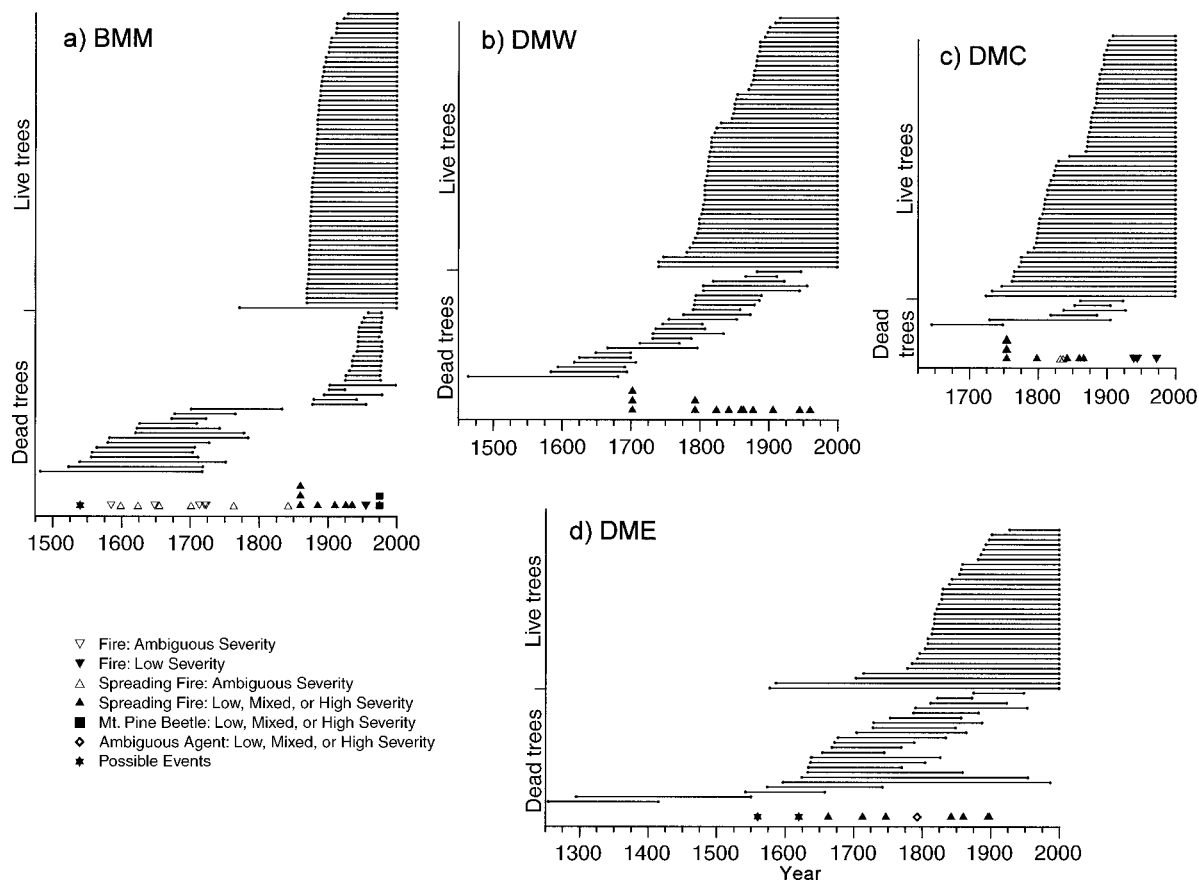 a) BMM
Live trees
Dead trees
1500 1600 1700 1800 1900 2000
b) DMW
Live trees
Dead trees
1500 1600 1700 1800 1900 2000
c) DMC
Live trees
Dead
trees
1700 1800 1900 2000
d) DME
Live trees
Dead trees
1300 1400 1500 1600 1700 1800 1900 2000
Year
Fire: Ambiguous Severity
Fire: Low Severity
Spreading Fire: Ambiguous Severity
Spreading Fire: Low, Mixed, or High Severity
Mt. Pine Beetle: Low, Mixed, or High Severity
Ambiguous Agent: Low, Mixed, or High Severity
Possible Events